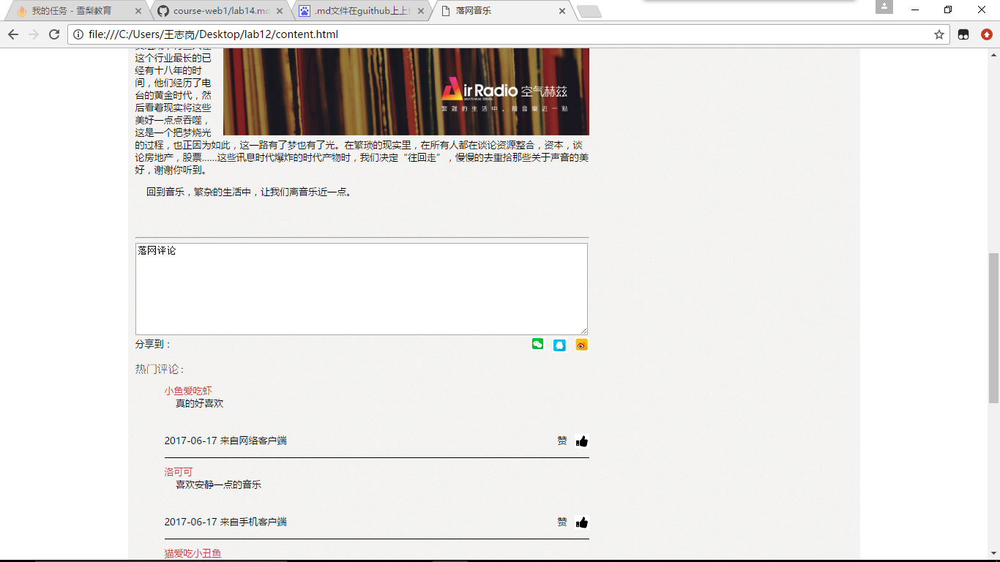 我的任务 - 雪梨教育
course-web1/lab14.md
.md文件在guithub上上
落网音乐
file:///C:/Users/王志岗/Desktop/lab12/content.html
这个行业最长的已
经有十八年的时
间，他们经历了电
台的黄金时代，然
后看着现实将这些
美好一点点吞噬，
这是一个把梦烧光
irRadio 空气赫兹
BACK TO MUSIC
繁雜的生活中，離音樂近一點
的过程，也正因为如此，这一路有了梦也有了光。在繁琐的现实里，在所有人都在谈论资源整合，资本，谈
论房地产，股票......这些讯息时代爆炸的时代产物时，我们决定“往回走”，慢慢的去重拾那些关于声音的美
好，谢谢你听到。
回到音乐，繁杂的生活中，让我们离音乐近一点。
落网评论
分享到：
热门评论：
小鱼爱吃虾
真的好喜欢
2017-06-17 来自网络客户端
赞
洛可可
喜欢安静一点的音乐
2017-06-17 来自手机客户端
赞
猫爱吃小丑鱼